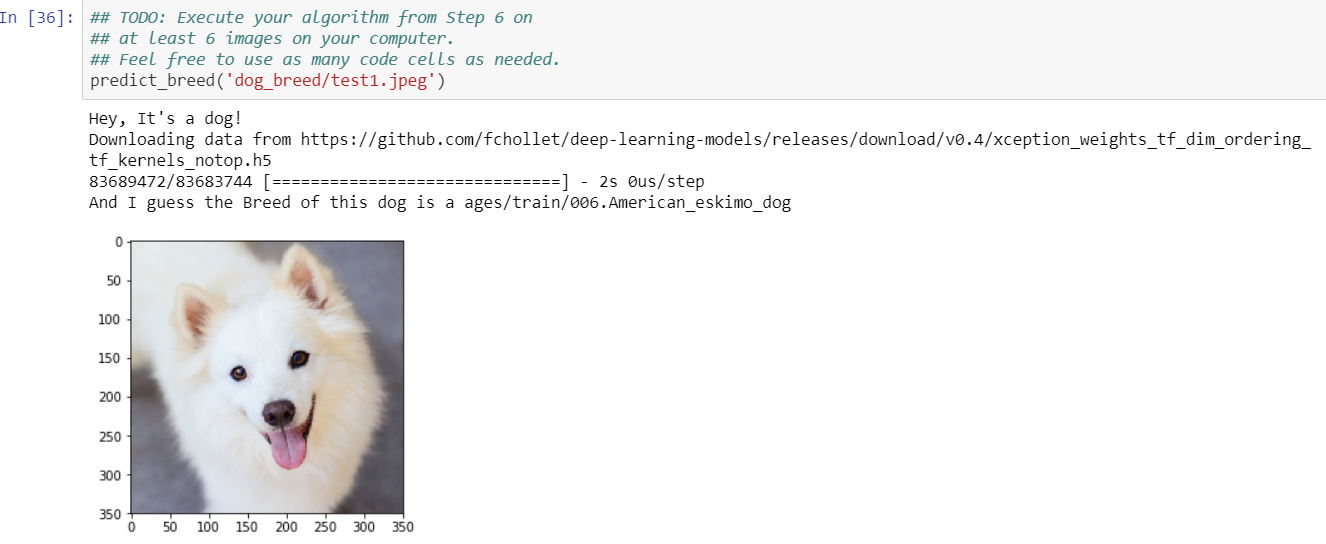 In [36]:
## TODO: Execute your algorithm from Step 6 on
## at least 6 images on your computer.
## Feel free to use as many code cells as needed.
predict_breed('dog_breed/test1.jpeg')
Hey, It's a dog!
Downloading data from https://github.com/fchollet/deep-learning-models/releases/download/v0.4/xception_weights_tf_dim_ordering_
tf_kernels_notop.h5
83689472/83683744 [==============================] - 2s 0us/step
And I guess the Breed of this dog is a ages/train/006.American_eskimo_dog
0
50
100
150
200
250
300
350
0 50 100 150 200 250 300 350